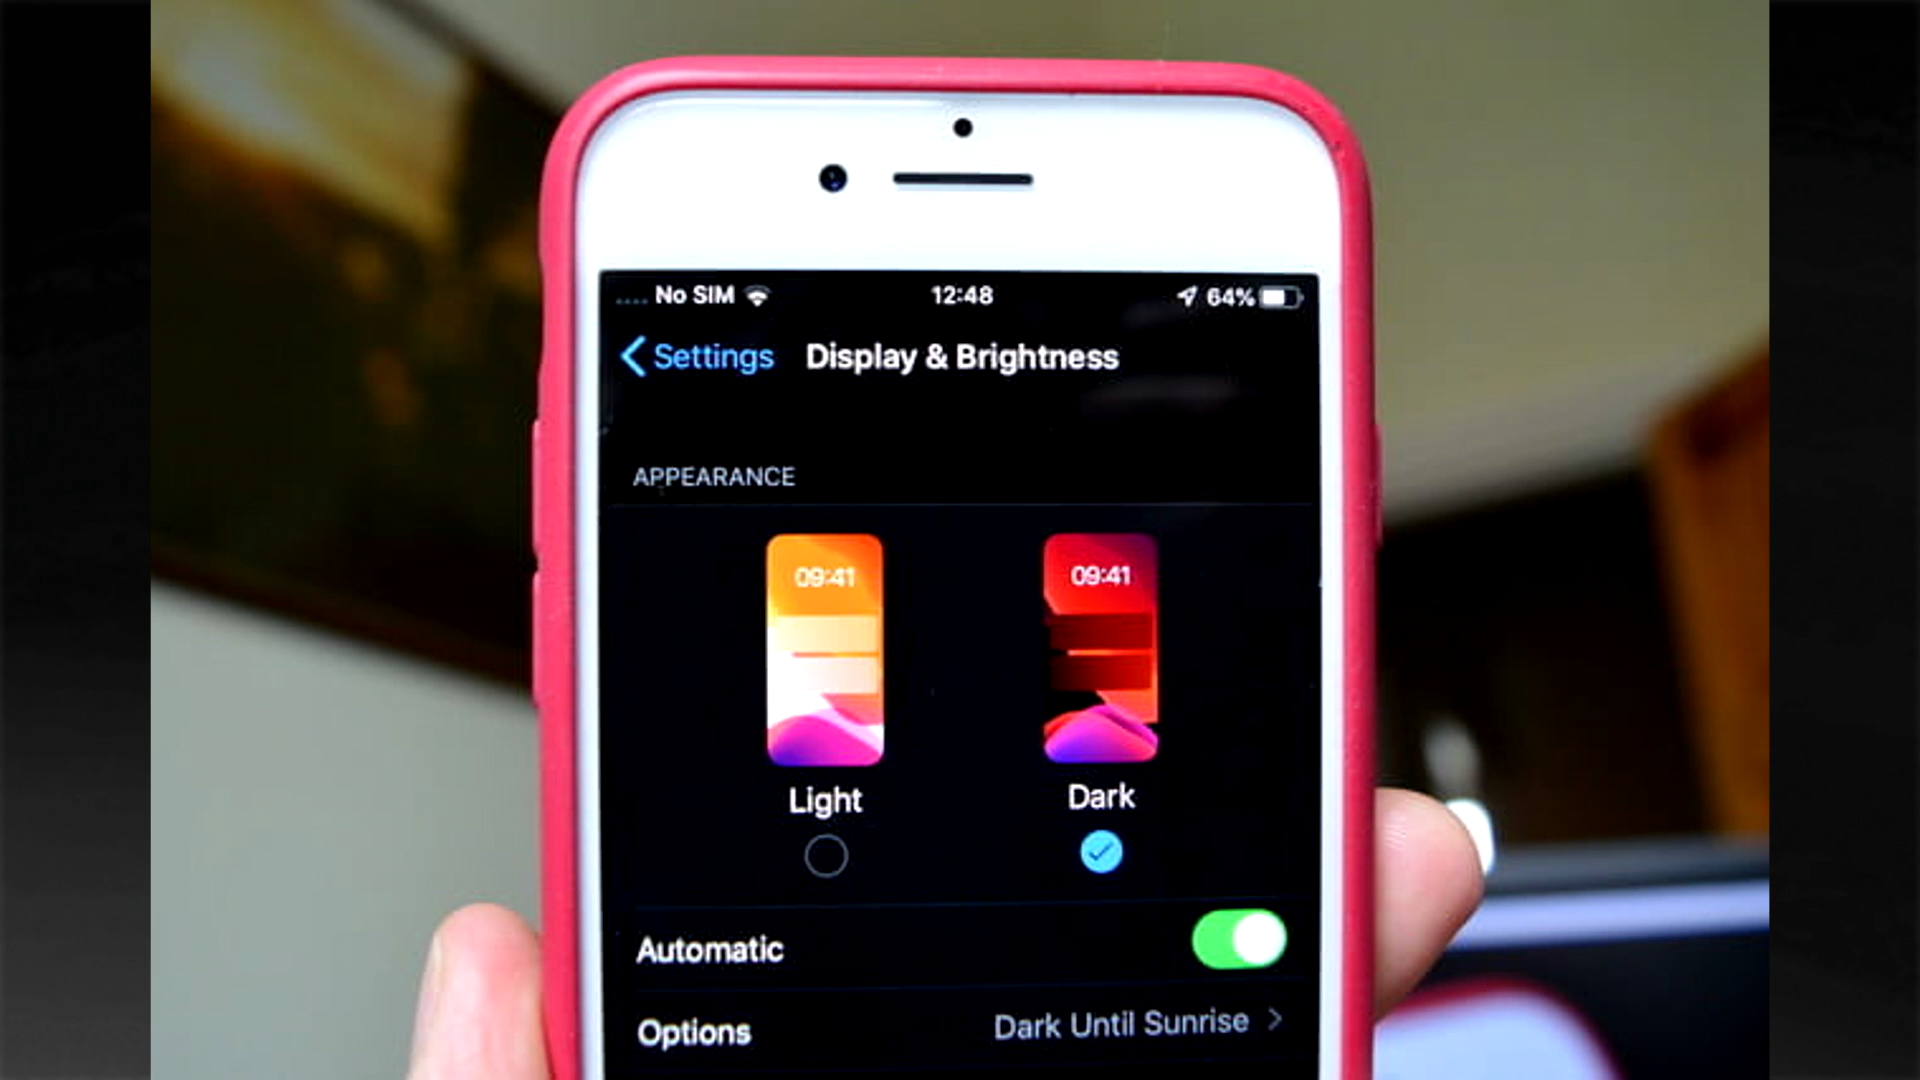 No SIM 12:48 64%
Settings Display & Brightness
APPEARANCE
09:41 09:41
Light Dark
Automatic
Options Dark Until Sunrise